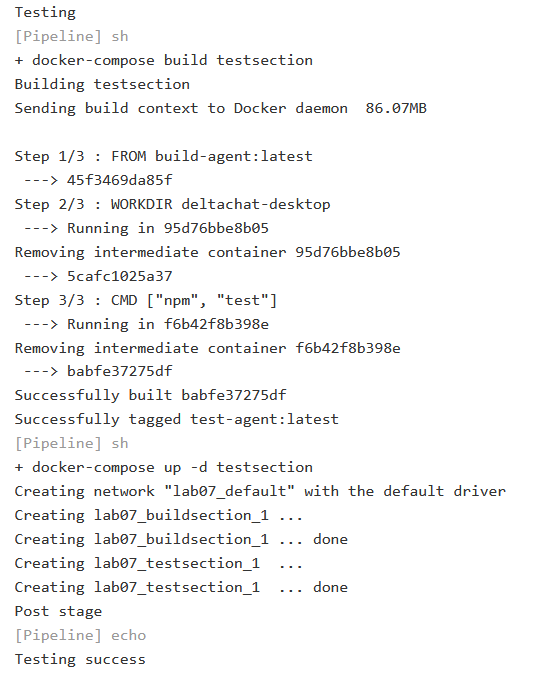 Testing
[Pipeline] sh
+ docker-compose build testsection
Building testsection
Sending build context to Docker daemon  86.07MB

Step 1/3 : FROM build-agent:latest
 ---> 45f3469da85f
Step 2/3 : WORKDIR deltachat-desktop
 ---> Running in 95d76bbe8b05
Removing intermediate container 95d76bbe8b05
 ---> 5cafc1025a37
Step 3/3 : CMD ["npm", "test"]
 ---> Running in f6b42f8b398e
Removing intermediate container f6b42f8b398e
 ---> babfe37275df
Successfully built babfe37275df
Successfully tagged test-agent:latest
[Pipeline] sh
+ docker-compose up -d testsection
Creating network "lab07_default" with the default driver
Creating lab07_buildsection_1 ...
Creating lab07_buildsection_1 ... done
Creating lab07_testsection_1  ...
Creating lab07_testsection_1  ... done
Post stage
[Pipeline] echo
Testing success